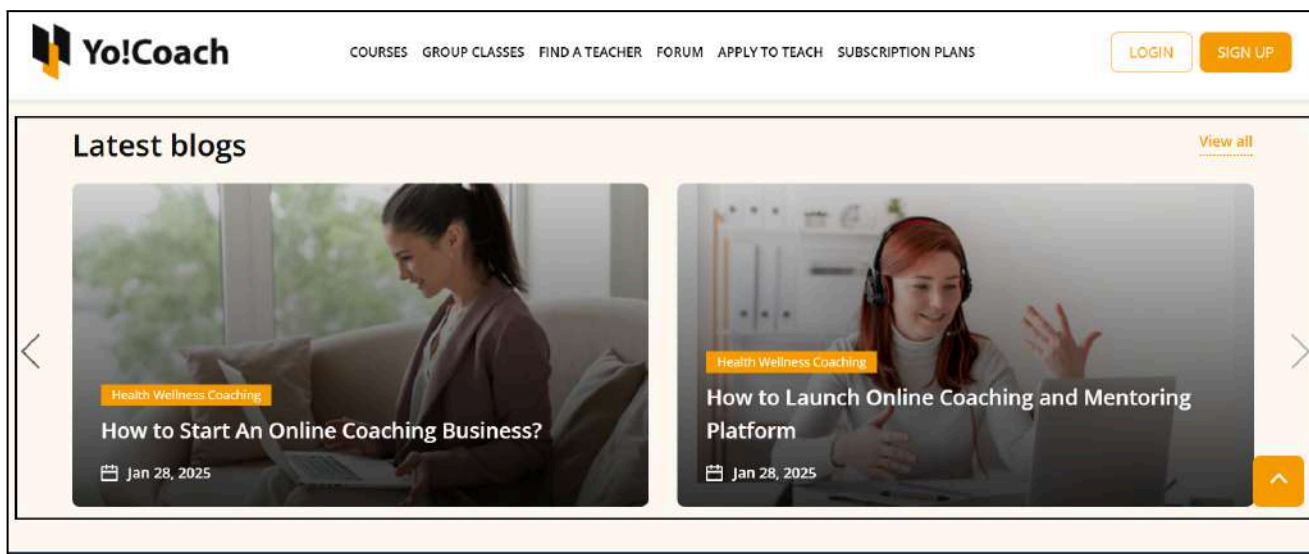 Yo!Coach
COURSES GROUP CLASSES FIND A TEACHER FORUM APPLY TO TEACH SUBSCRIPTION PLANS
LOGIN
SIGN UP
Latest blogs
View all
Health Wellness Coaching
How to Start An Online Coaching Business?
Jan 28, 2025
Health Wellness Coaching
How to Launch Online Coaching and Mentoring
Platform
Jan 28, 2025